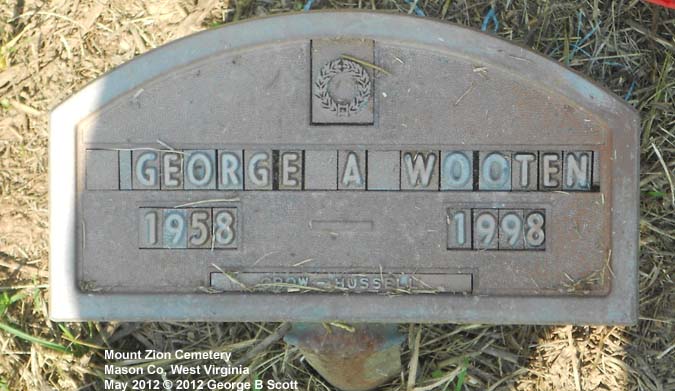 GEORGE A WOOTEN
1958 – 1998
CROW - HUSSELL
Mount Zion Cemetery
Mason Co, West Virginia
May 2012 © 2012 George B Scott